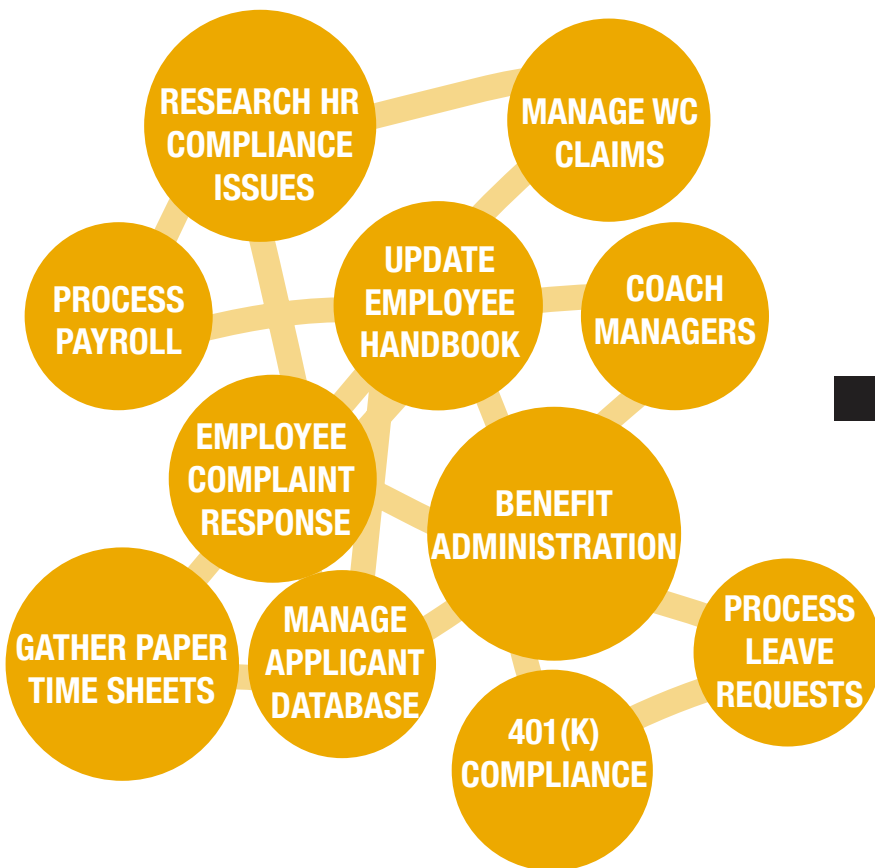 RESEARCH HR
COMPLIANCE
ISSUES
MANAGE WC
CLAIMS
PROCESS
PAYROLL
UPDATE
EMPLOYEE
HANDBOOK
COACH
MANAGERS
EMPLOYEE
COMPLAINT
RESPONSE
BENEFIT
ADMINISTRATION
GATHER PAPER
TIME SHEETS
MANAGE
APPLICANT
DATABASE
PROCESS
LEAVE
REQUESTS
401(K)
COMPLIANCE